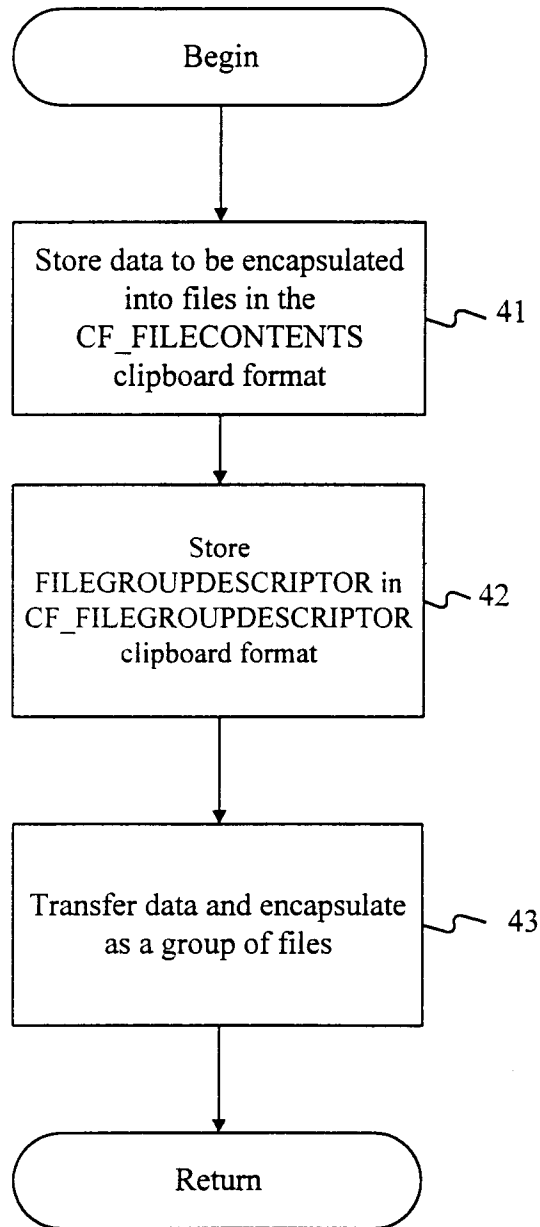 Begin
Store data to be encapsulated
into files in the
CF_FILECONTENTS
clipboard format
41
Store
FILEGROUPDESCRIPTOR in
CF_FILEGROUPDESCRIPTOR
clipboard format
42
Transfer data and encapsulate
as a group of files
43
Return